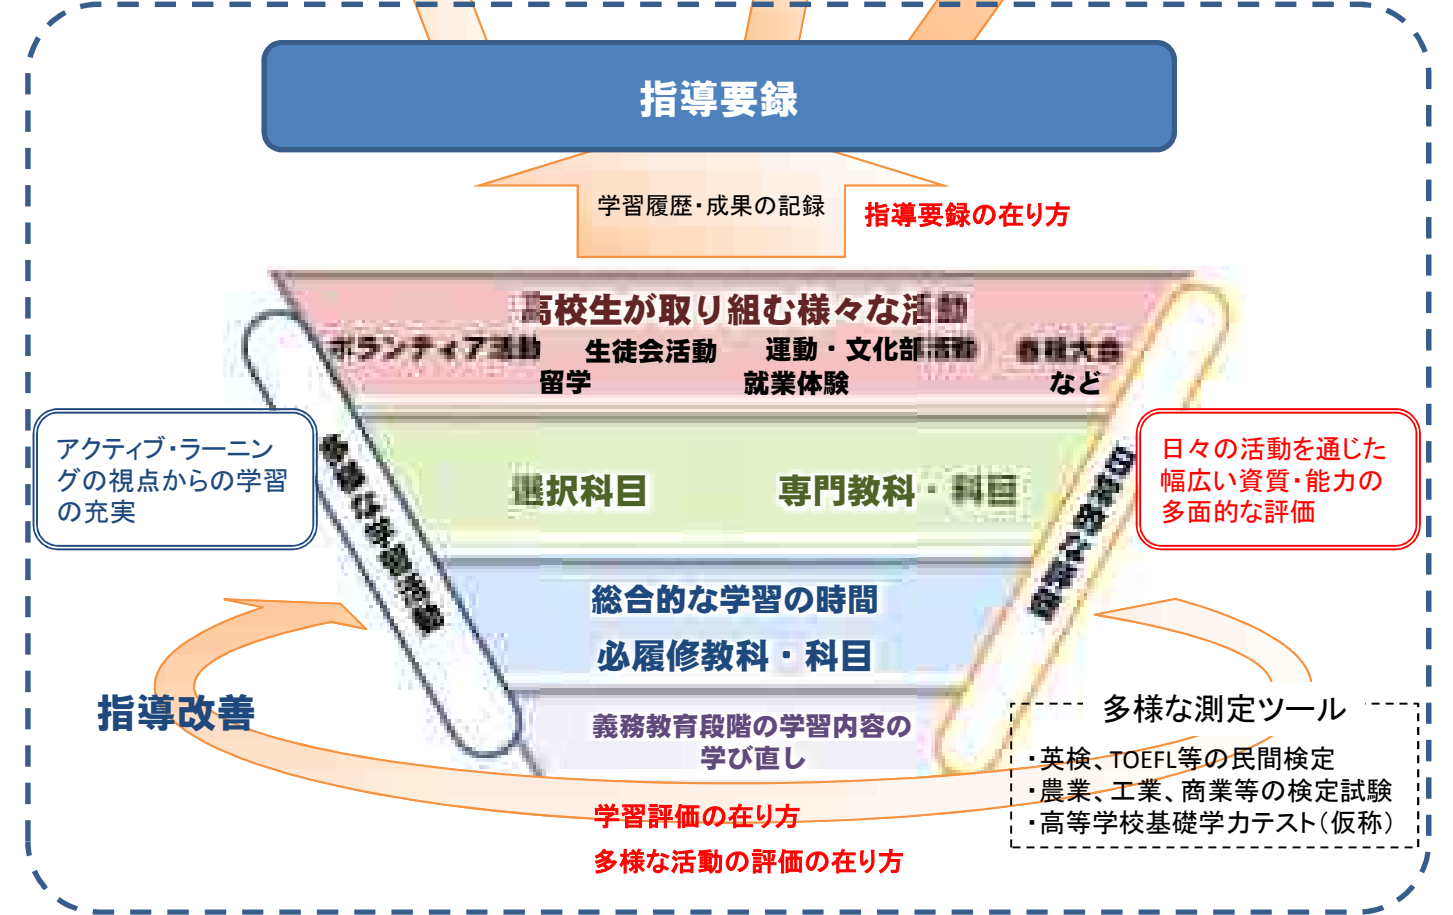 指導要録
学習履歴・成果の記録
指導要録の在り方
高校生が取り組む様々な活動
ボランティア活動　生徒会活動　運動・文化部活動　各種大会
留学　就業体験　など
アクティブ・ラーニン
グの視点からの学習
の充実
選択科目　専門教科・科目
日々の活動を通じた
幅広い資質・能力の
多面的な評価
総合的な学習の時間
必履修教科・科目
指導改善
義務教育段階の学習内容の
学び直し
多様な測定ツール
・英検、TOEFL等の民間検定
・農業、工業、商業等の検定試験
・高等学校基礎学力テスト（仮称）
学習評価の在り方
多様な活動の評価の在り方